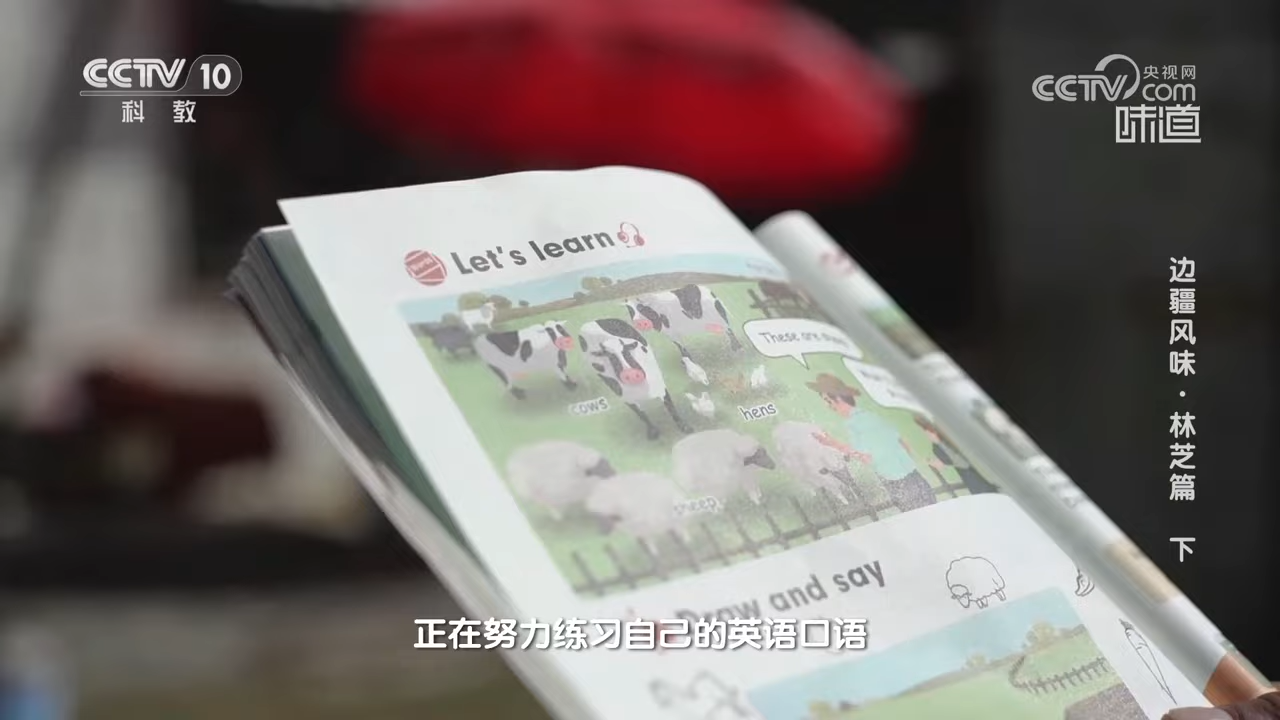 CCTV 10
科教
央视网
CCTV.com
味道
边疆风味·林芝篇 下
Let's learn
These are
cows
hens
sheep
Draw and say
正在努力练习自己的英语口语